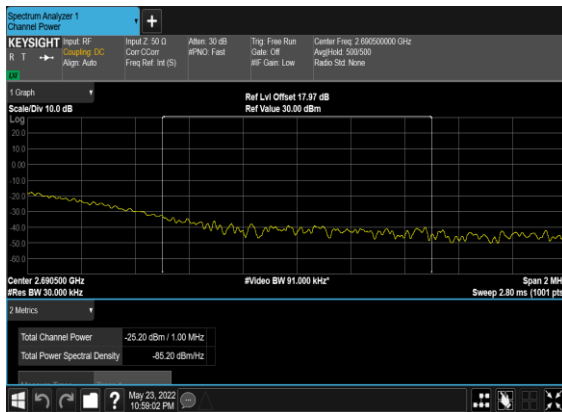 Spectrum Analyzer 1
Channel Power
KEYSIGHT
R T
Input: RF
Coupling: DC
Align: Auto
Input Z: 50 Ω
Corr CCorr
Freq Ref: Int (S)
Atten: 30 dB
#PNO: Fast
Trig: Free Run
Gate: Off
#IF Gain: Low
Center Freq: 2.690500000 GHz
Avg|Hold: 500/500
Radio Std: None
1 Graph
Scale/Div 10.0 dB
Ref Lvl Offset 17.97 dB
Ref Value 30.00 dBm
Log
20.0
10.0
0.00
-10.0
-20.0
-30.0
-40.0
-50.0
-60.0
Center 2.690500 GHz
#Res BW 30.000 kHz
#Video BW 91.000 kHz*
Span 2 MH
Sweep 2.80 ms (1001 pts
2 Metrics
Total Channel Power
-25.20 dBm / 1.00 MHz
Total Power Spectral Density
-85.20 dBm/Hz
?
May 23, 2022
10:59:02 PM